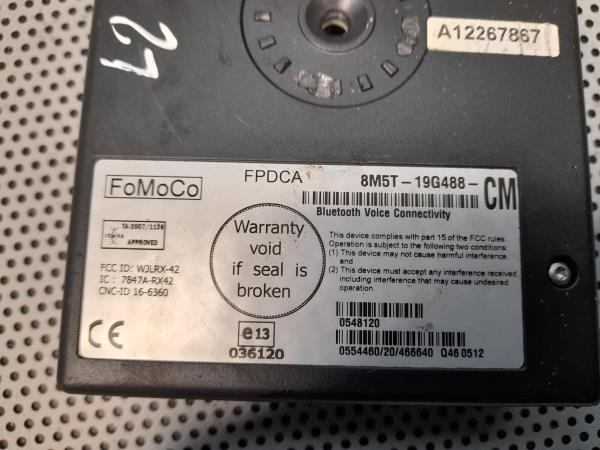 27
A12267867
FoMoCo
FPDCA
8M5T-19G488-CM
Bluetooth Voice Connectivity
TA-2007/1136
APPROVED
FCC ID: WJLRX-42
IC : 7847A-RX42
CNC-ID 16-6360
Warranty
void
if seal is
broken
This device complies with part 15 of the FCC rules.
Operation is subject to the following two conditions:
(1) This device may not cause harmful interference,
and
(2) This device must accept any interference received,
including interference that may cause undesired
operation.
CE
e13
036120
0548120
0554460/20/466640 Q46 0512